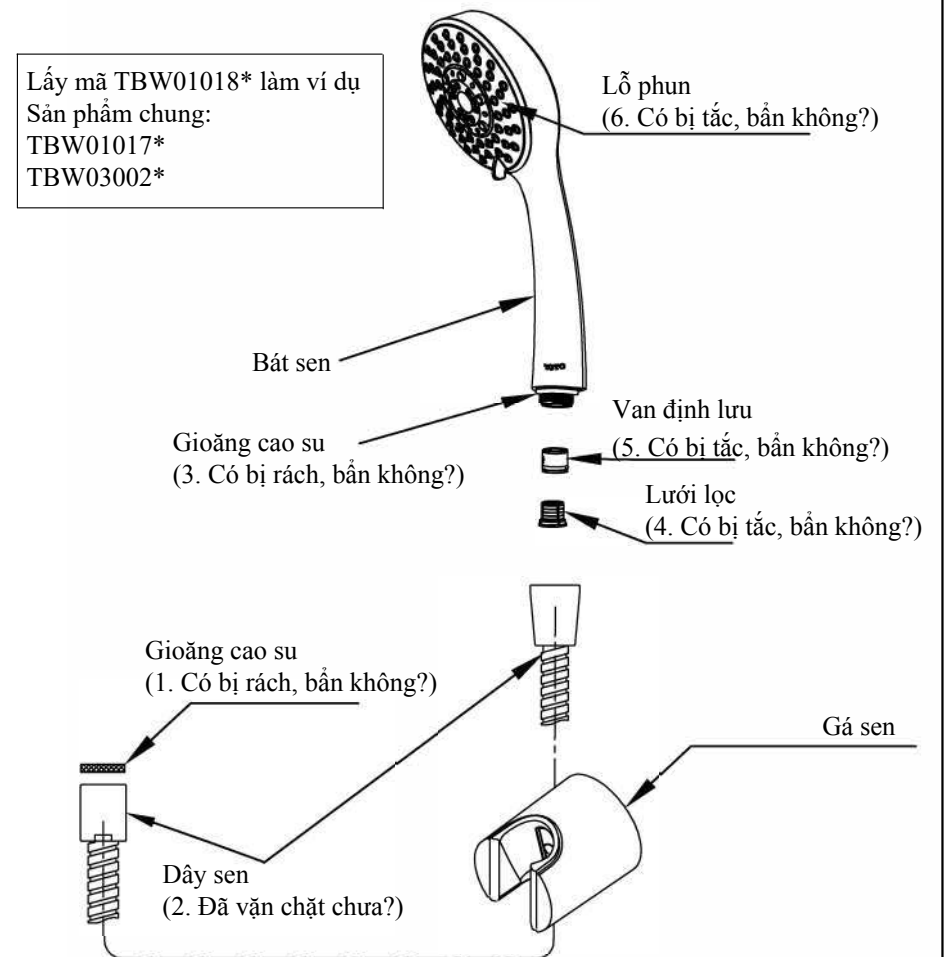 Lấy mã TBW01018* làm ví dụ
Sản phẩm chung:
TBW01017*
TBW03002*
Lỗ phun
(6. Có bị tắc, bẩn không?)
Bát sen
TOTO
Van định lưu
(5. Có bị tắc, bẩn không?)
Gioăng cao su
(3. Có bị rách, bẩn không?)
Lưới lọc
(4. Có bị tắc, bẩn không?)
Gioăng cao su
(1. Có bị rách, bẩn không?)
Gá sen
Dây sen
(2. Đã vặn chặt chưa?)